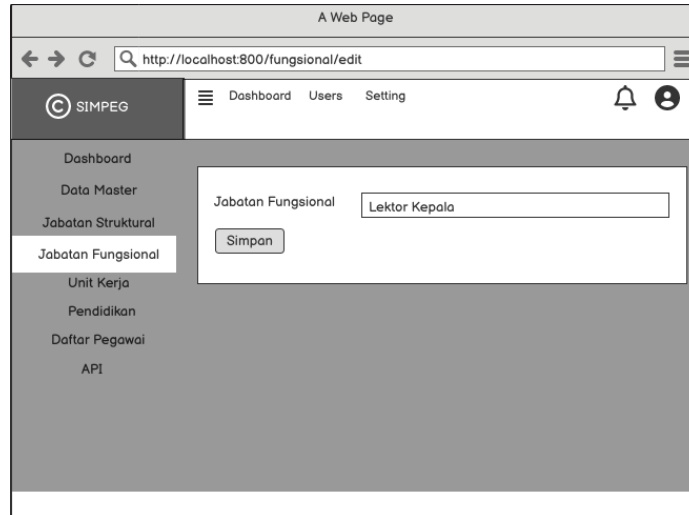 A Web Page
http://localhost:800/fungsional/edit
© SIMPEG
Dashboard Users Setting
Dashboard
Data Master
Jabatan Struktural
Jabatan Fungsional
Unit Kerja
Pendidikan
Daftar Pegawai
API
Jabatan Fungsional
Lektor Kepala
Simpan